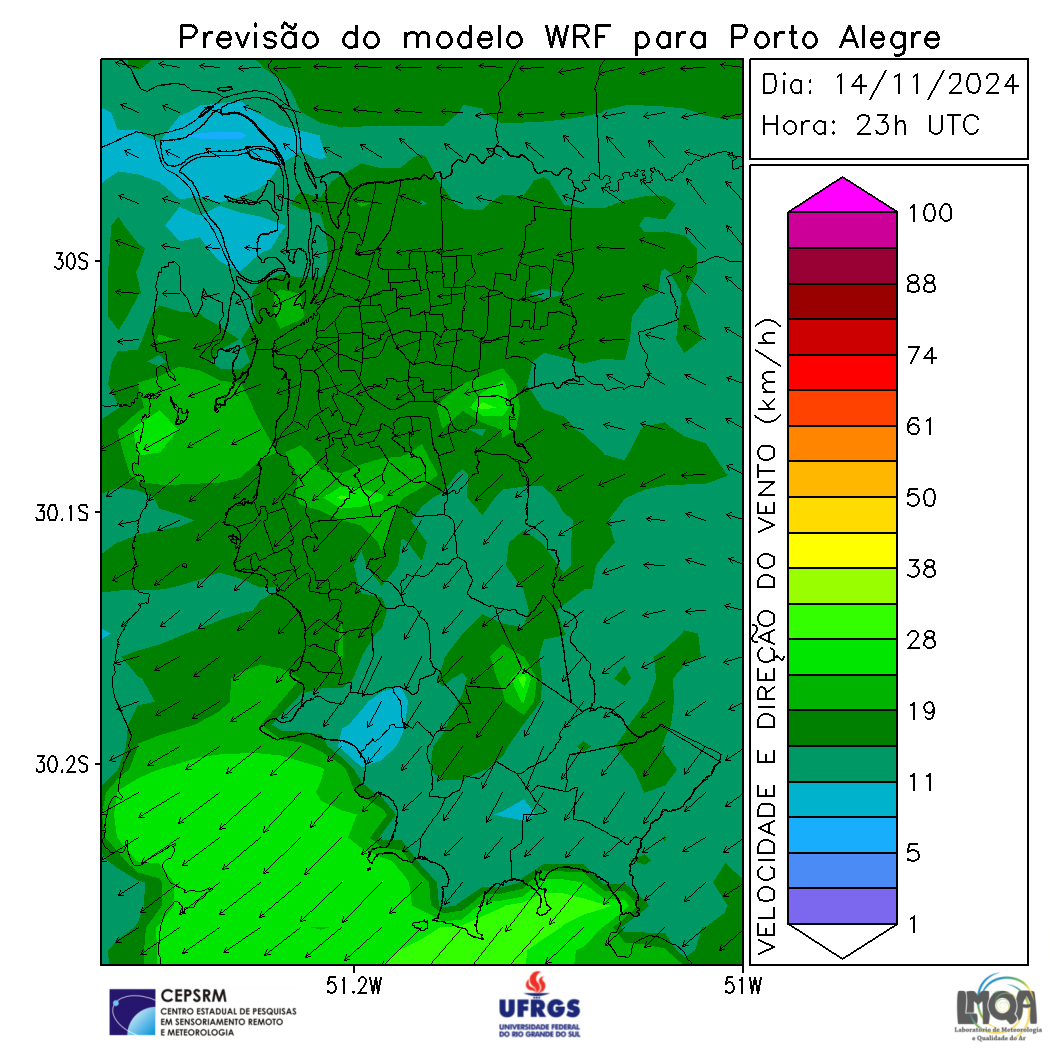 Previsão do modelo WRF para Porto Alegre
Dia: 14/11/2024
Hora: 23h UTC
30S
30.1S
30.2S
51.2W
51W
VELOCIDADE E DIREÇÃO DO VENTO (km/h)
100
88
74
61
50
38
28
19
11
5
1
CEPSRM
CENTRO ESTADUAL DE PESQUISAS
EM SENSORIAMENTO REMOTO
E METEOROLOGIA
UFRGS
UNIVERSIDADE FEDERAL
DO RIO GRANDE DO SUL
LMQA
Laboratório de Meteorologia
e Qualidade do Ar